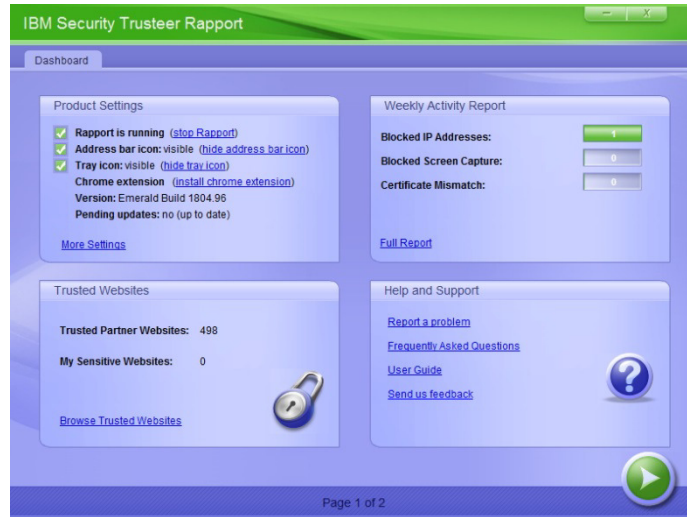 IBM Security Trusteer Rapport
Dashboard
Product Settings
Rapport is running (stop Rapport)
Address bar icon: visible (hide address bar icon)
Tray icon: visible (hide tray icon)
Chrome extension (install chrome extension)
Version: Emerald Build 1804.96
Pending updates: no (up to date)
More Settings
Weekly Activity Report
Blocked IP Addresses: 1
Blocked Screen Capture: 0
Certificate Mismatch: 0
Full Report
Trusted Websites
Trusted Partner Websites: 498
My Sensitive Websites: 0
Browse Trusted Websites
Help and Support
Report a problem
Frequently Asked Questions
User Guide
Send us feedback
?
Page 1 of 2